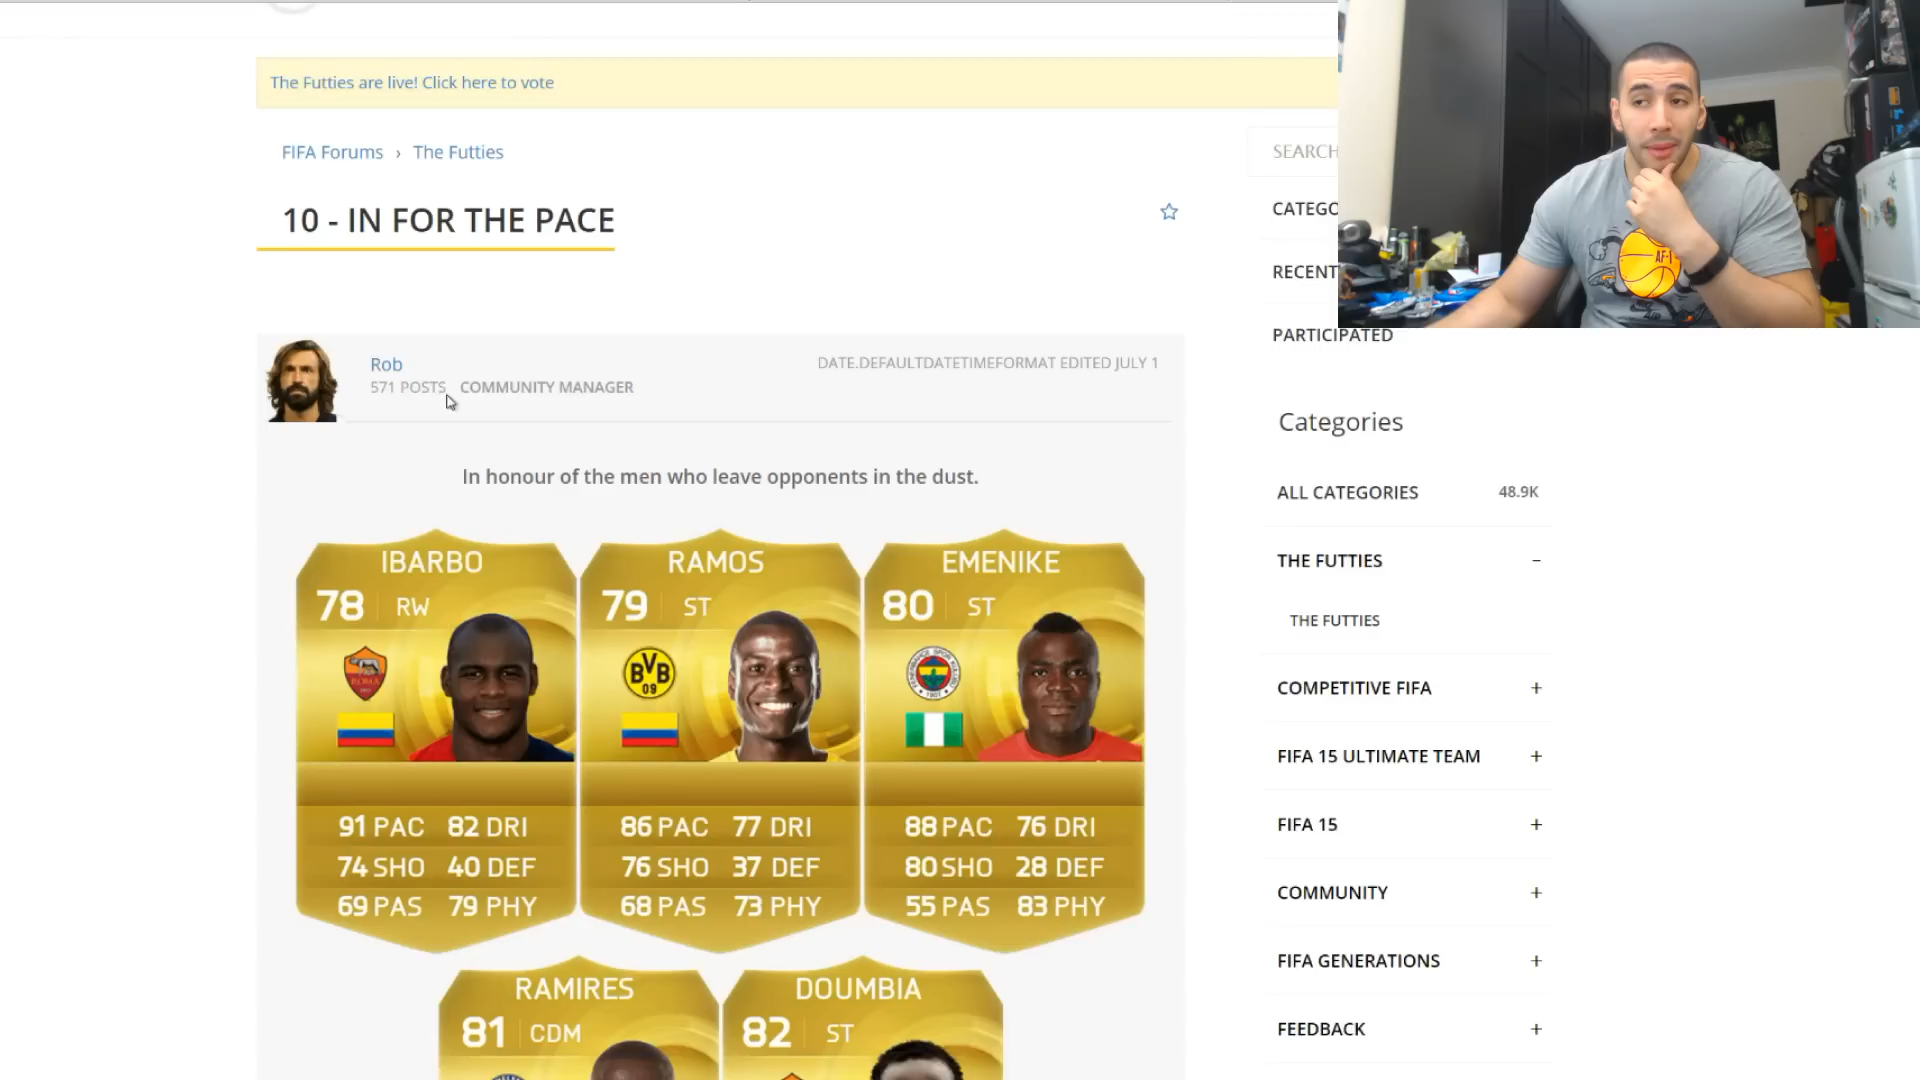 The Futties are live! Click here to vote
FIFA Forums › The Futties
SEARCH
10 - IN FOR THE PACE
CATEGO
RECENT
PARTICIPATED
Rob
571 POSTS COMMUNITY MANAGER
DATE.DEFAULTDATETIMEFORMAT EDITED JULY 1
In honour of the men who leave opponents in the dust.
IBARBO
78 RW
91 PAC 82 DRI
74 SHO 40 DEF
69 PAS 79 PHY
RAMOS
79 ST
BVB
09
86 PAC 77 DRI
76 SHO 37 DEF
68 PAS 73 PHY
EMENIKE
80 ST
88 PAC 76 DRI
80 SHO 28 DEF
55 PAS 83 PHY
RAMIRES
81 CDM
DOUMBIA
82 ST
Categories
ALL CATEGORIES 48.9K
THE FUTTIES −
THE FUTTIES
COMPETITIVE FIFA +
FIFA 15 ULTIMATE TEAM +
FIFA 15 +
COMMUNITY +
FIFA GENERATIONS +
FEEDBACK +
AF-1